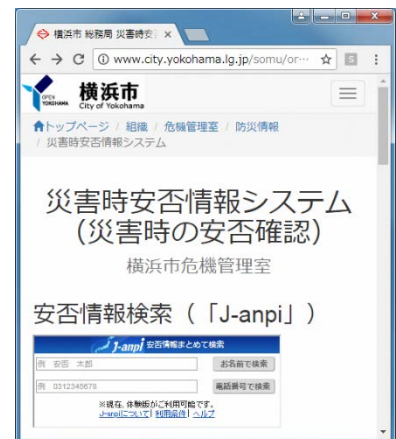 横浜市 総務局 災害時安
www.city.yokohama.lg.jp/somu/or…
OPEN YOKOHAMA
横浜市
City of Yokohama
トップページ / 組織 / 危機管理室 / 防災情報
/ 災害時安否情報システム
災害時安否情報システム
（災害時の安否確認）
横浜市危機管理室
安否情報検索（「J-anpi」）
J-anpi 安否情報まとめて検索
例 安否 太郎 お名前で検索
例 0312345678 電話番号で検索
※現在、体験版がご利用可能です。
J-anpiについて| 利用条件| ヘルプ